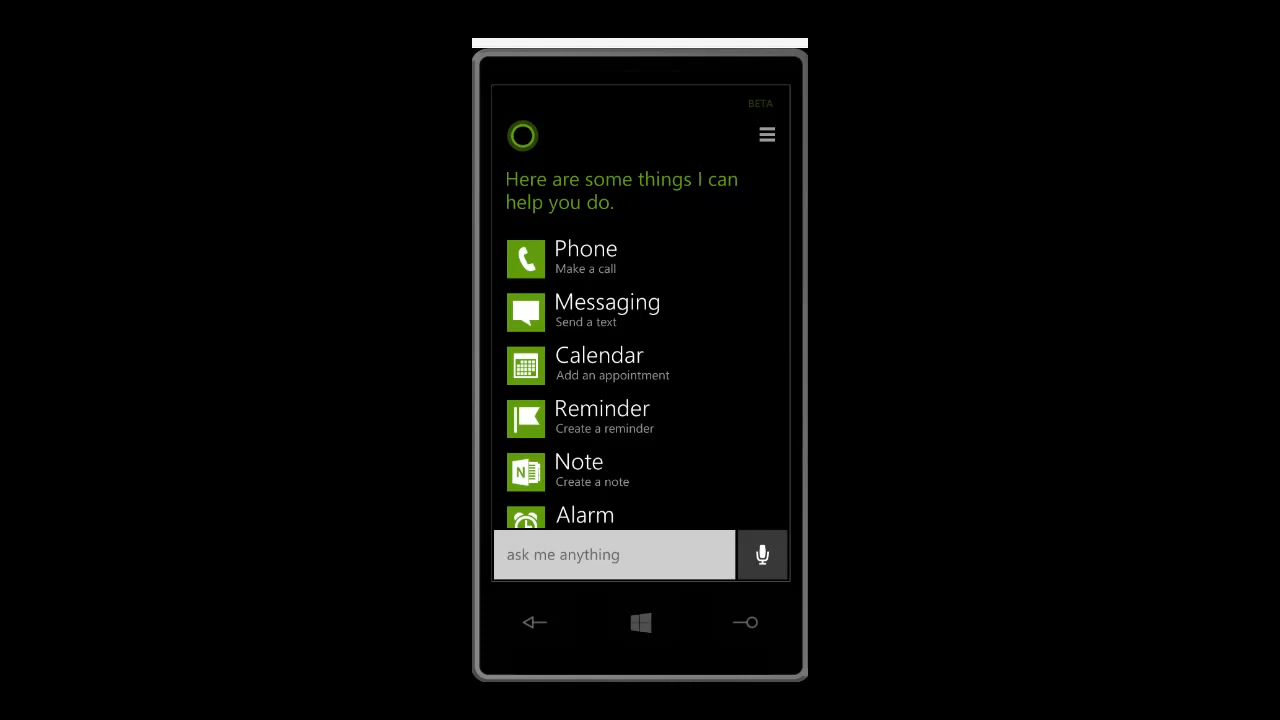 BETA
Here are some things I can
help you do.
Phone
Make a call
Messaging
Send a text
Calendar
Add an appointment
Reminder
Create a reminder
N
Note
Create a note
Alarm
ask me anything